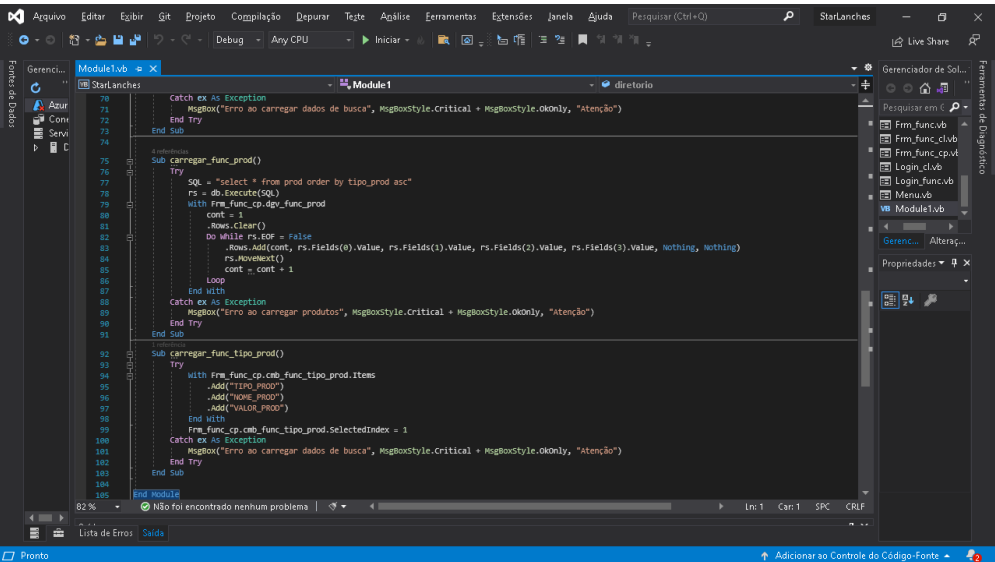 Arquivo Editar Exibir Git Projeto Compilação Depurar Teste Análise Ferramentas Extensões Janela Ajuda Pesquisar (Ctrl+Q) StarLanches
Debug Any CPU Iniciar Live Share
Fontes de Dados
Gerenci...
Azur
Con
Servi
D
Module1.vb
StarLanches Module1 diretorio
70 Catch ex As Exception
71 MsgBox("Erro ao carregar dados de busca", MsgBoxStyle.Critical + MsgBoxStyle.OkOnly, "Atenção")
72 End Try
73 End Sub
74
4 referências
75 Sub carregar_func_prod()
76 Try
77 SQL = "select * from prod order by tipo_prod asc"
78 rs = db.Execute(SQL)
79 With Frm_func_cp.dgv_func_prod
80 cont = 1
81 .Rows.Clear()
82 Do While rs.EOF = False
83 .Rows.Add(cont, rs.Fields(0).Value, rs.Fields(1).Value, rs.Fields(2).Value, rs.Fields(3).Value, Nothing, Nothing)
84 rs.MoveNext()
85 cont = cont + 1
86 Loop
87 End With
88 Catch ex As Exception
89 MsgBox("Erro ao carregar produtos", MsgBoxStyle.Critical + MsgBoxStyle.OkOnly, "Atenção")
90 End Try
91 End Sub
1 referência
92 Sub carregar_func_tipo_prod()
93 Try
94 With Frm_func_cp.cmb_func_tipo_prod.Items
95 .Add("TIPO_PROD")
96 .Add("NOME_PROD")
97 .Add("VALOR_PROD")
98 End With
99 Frm_func_cp.cmb_func_tipo_prod.SelectedIndex = 1
100 Catch ex As Exception
101 MsgBox("Erro ao carregar dados de busca", MsgBoxStyle.Critical + MsgBoxStyle.OkOnly, "Atenção")
102 End Try
103 End Sub
104
105 End Module
82 % Não foi encontrado nenhum problema Ln: 1 Car: 1 SPC CRLF
Lista de Erros Saída
Gerenciador de Sol...
Pesquisar em G
Frm_func.vb
Frm_func_cl.vb
Frm_func_cp.vb
Login_cl.vb
Login_func.vb
Menu.vb
VB Module1.vb
Gerenc... Alteraç...
Propriedades
Ferramentas de Diagnóstico
Pronto Adicionar ao Controle do Código-Fonte 2